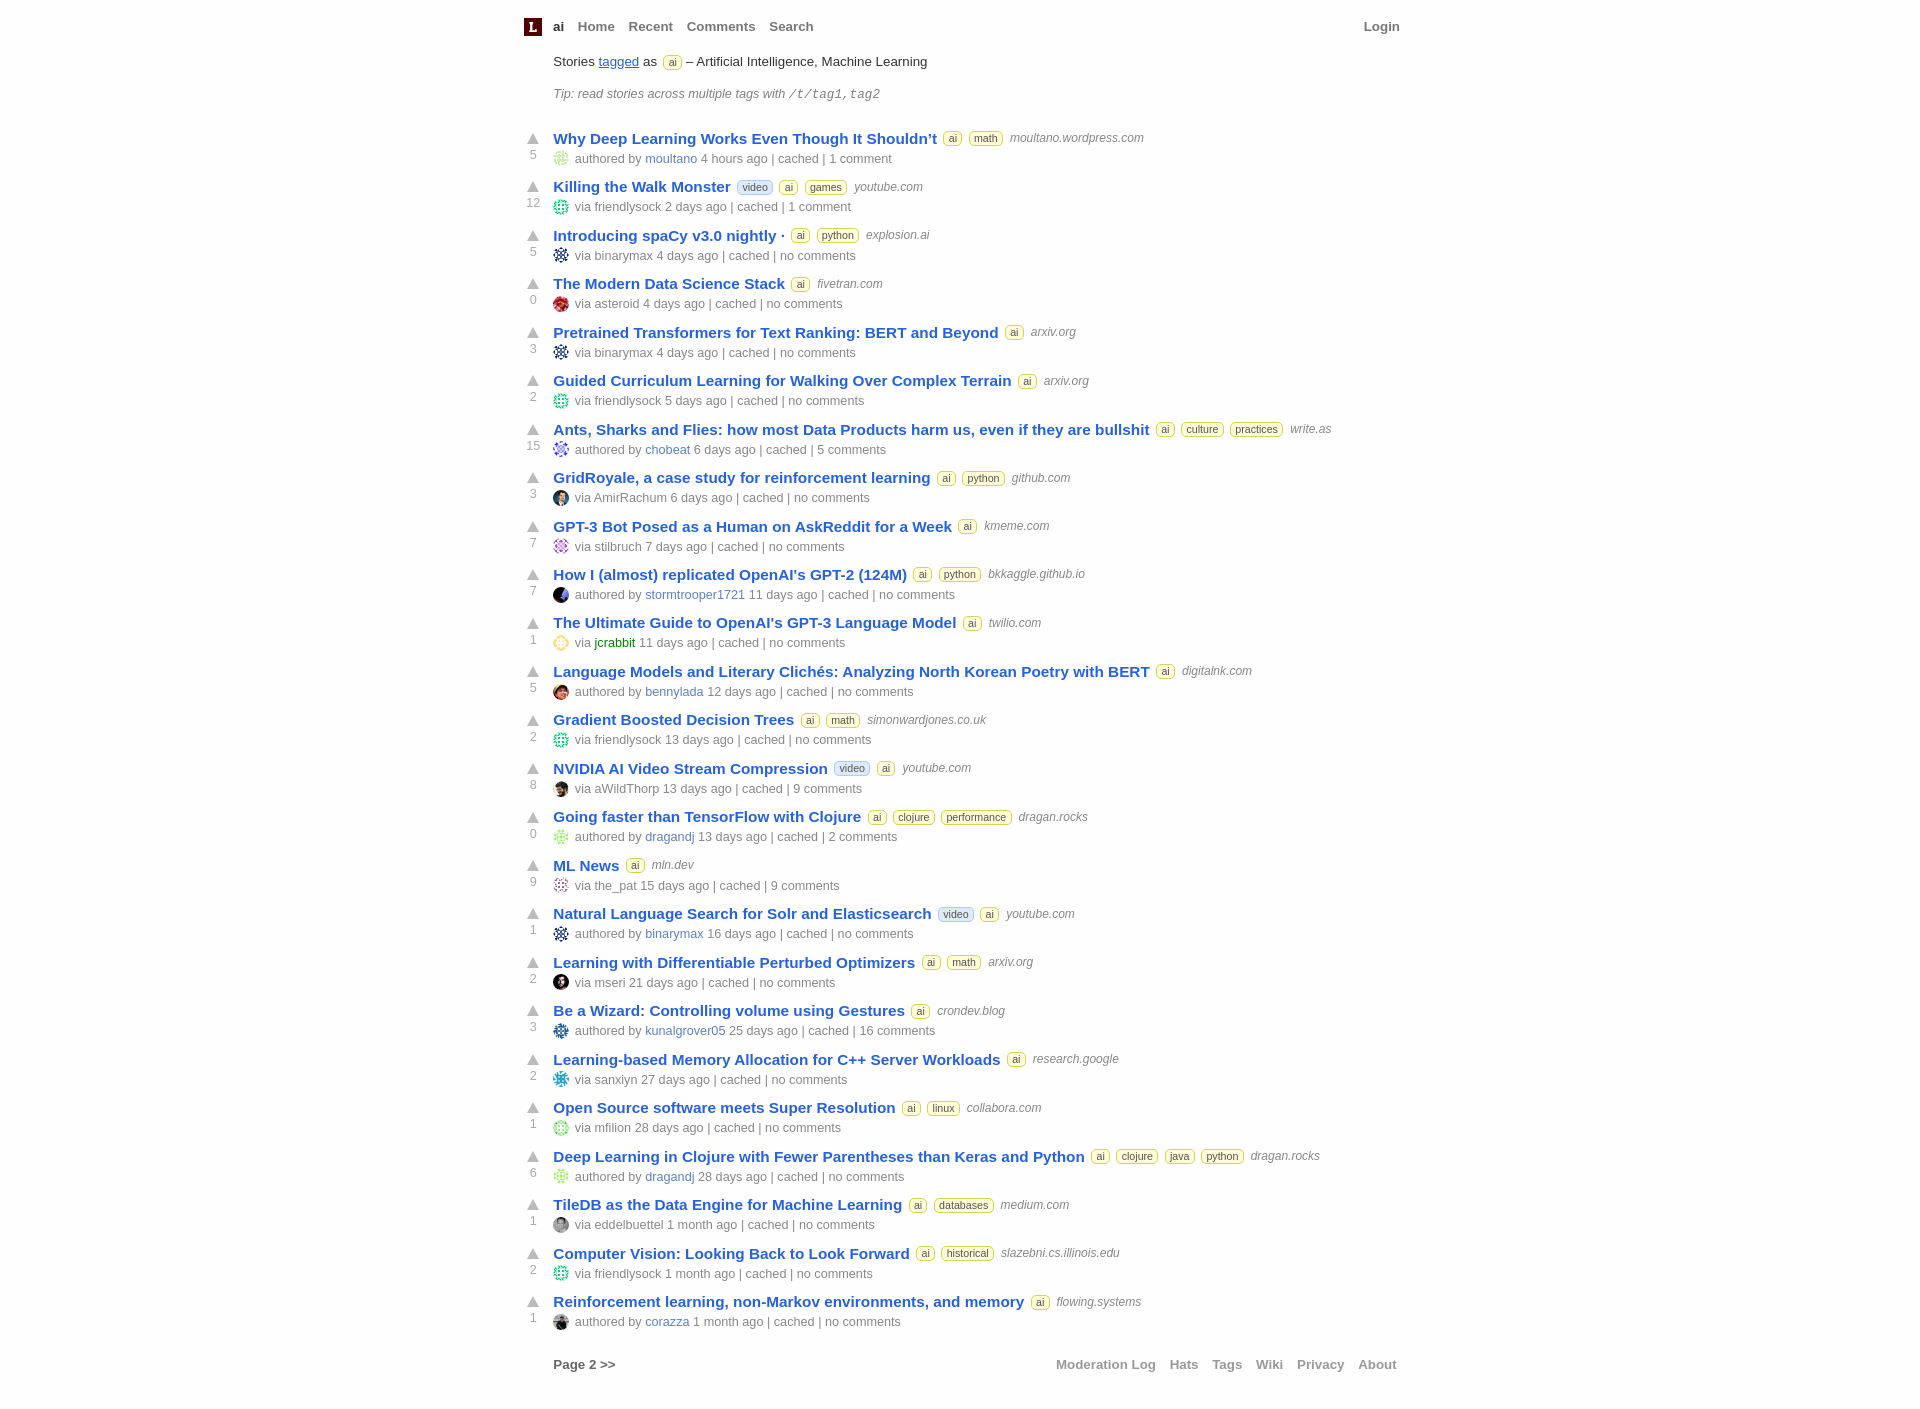 L ai Home Recent Comments Search Login
Stories tagged as ai – Artificial Intelligence, Machine Learning
Tip: read stories across multiple tags with /t/tag1,tag2
Why Deep Learning Works Even Though It Shouldn’t ai math moultano.wordpress.com
5 authored by moultano 4 hours ago | cached | 1 comment
Killing the Walk Monster video ai games youtube.com
12 via friendlysock 2 days ago | cached | 1 comment
Introducing spaCy v3.0 nightly · ai python explosion.ai
5 via binarymax 4 days ago | cached | no comments
The Modern Data Science Stack ai fivetran.com
0 via asteroid 4 days ago | cached | no comments
Pretrained Transformers for Text Ranking: BERT and Beyond ai arxiv.org
3 via binarymax 4 days ago | cached | no comments
Guided Curriculum Learning for Walking Over Complex Terrain ai arxiv.org
2 via friendlysock 5 days ago | cached | no comments
Ants, Sharks and Flies: how most Data Products harm us, even if they are bullshit ai culture practices write.as
15 authored by chobeat 6 days ago | cached | 5 comments
GridRoyale, a case study for reinforcement learning ai python github.com
3 via AmirRachum 6 days ago | cached | no comments
GPT-3 Bot Posed as a Human on AskReddit for a Week ai kmeme.com
7 via stilbruch 7 days ago | cached | no comments
How I (almost) replicated OpenAI's GPT-2 (124M) ai python bkkaggle.github.io
7 authored by stormtrooper1721 11 days ago | cached | no comments
The Ultimate Guide to OpenAI's GPT-3 Language Model ai twilio.com
1 via jcrabbit 11 days ago | cached | no comments
Language Models and Literary Clichés: Analyzing North Korean Poetry with BERT ai digitalnk.com
5 authored by bennylada 12 days ago | cached | no comments
Gradient Boosted Decision Trees ai math simonwardjones.co.uk
2 via friendlysock 13 days ago | cached | no comments
NVIDIA AI Video Stream Compression video ai youtube.com
8 via aWildThorp 13 days ago | cached | 9 comments
Going faster than TensorFlow with Clojure ai clojure performance dragan.rocks
0 authored by dragandj 13 days ago | cached | 2 comments
ML News ai mln.dev
9 via the_pat 15 days ago | cached | 9 comments
Natural Language Search for Solr and Elasticsearch video ai youtube.com
1 authored by binarymax 16 days ago | cached | no comments
Learning with Differentiable Perturbed Optimizers ai math arxiv.org
2 via mseri 21 days ago | cached | no comments
Be a Wizard: Controlling volume using Gestures ai crondev.blog
3 authored by kunalgrover05 25 days ago | cached | 16 comments
Learning-based Memory Allocation for C++ Server Workloads ai research.google
2 via sanxiyn 27 days ago | cached | no comments
Open Source software meets Super Resolution ai linux collabora.com
1 via mfilion 28 days ago | cached | no comments
Deep Learning in Clojure with Fewer Parentheses than Keras and Python ai clojure java python dragan.rocks
6 authored by dragandj 28 days ago | cached | no comments
TileDB as the Data Engine for Machine Learning ai databases medium.com
1 via eddelbuettel 1 month ago | cached | no comments
Computer Vision: Looking Back to Look Forward ai historical slazebni.cs.illinois.edu
2 via friendlysock 1 month ago | cached | no comments
Reinforcement learning, non-Markov environments, and memory ai flowing.systems
1 authored by corazza 1 month ago | cached | no comments
Page 2 >> Moderation Log Hats Tags Wiki Privacy About